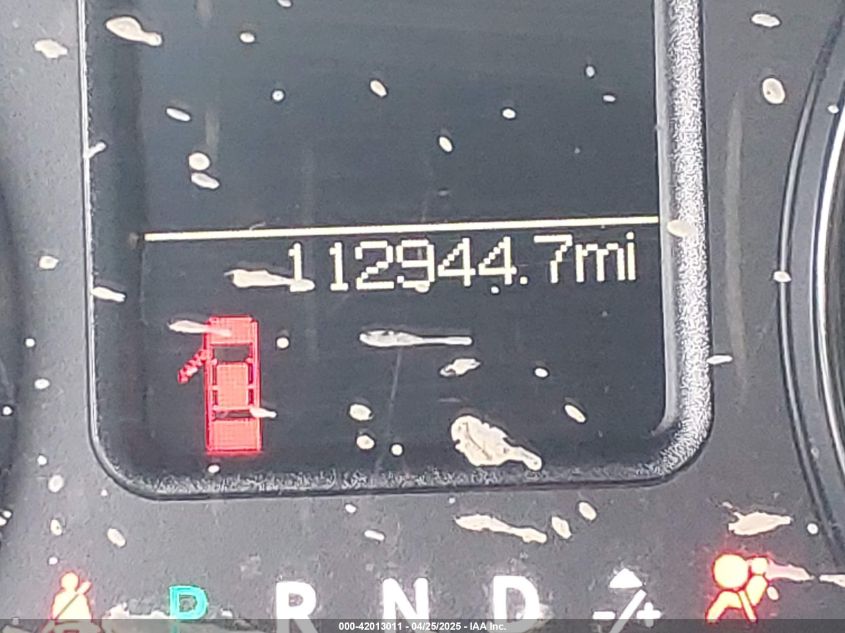 112944.7mi
P R N D -/+
000-42013011 - 04/25/2025 - IAA Inc.